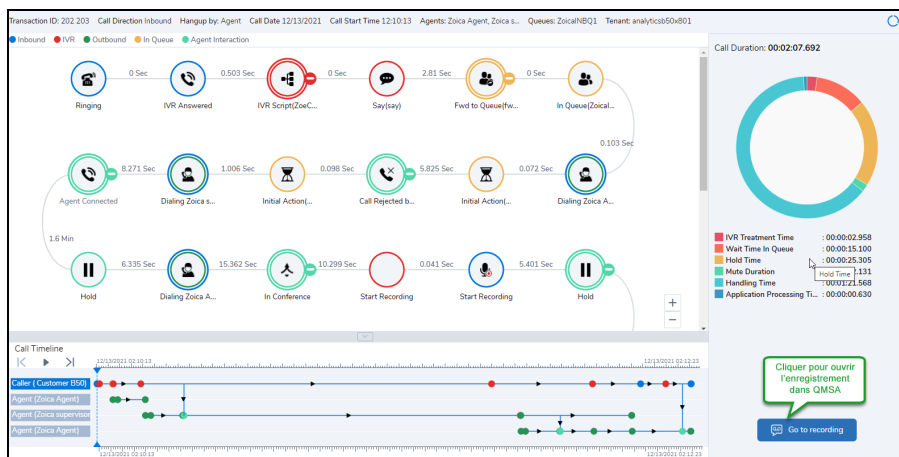 Transaction ID: 202 203 Call Direction Inbound Hangup by: Agent Call Date 12/13/2021 Call Start Time 12:10:13 Agents: Zoica Agent, Zoica s... Queues: ZoicalNBQ1 Tenant: analyticsb50x801
Inbound IVR Outbound In Queue Agent Interaction
0 Sec 0.503 Sec 0 Sec 2.81 Sec 0 Sec
Ringing IVR Answered IVR Script(ZoeC... Say(say) Fwd to Queue(fw... In Queue(Zoical...
0.103 Sec
8.271 Sec 1.006 Sec 0.098 Sec 5.825 Sec 0.072 Sec
Agent Connected Dialing Zoica s... Initial Action(... Call Rejected b... Initial Action(... Dialing Zoica A...
1.6 Min
6.335 Sec 15.362 Sec 10.299 Sec 0.041 Sec 5.401 Sec
Hold Dialing Zoica A... In Conference Start Recording Start Recording Hold
+
−
Call Timeline
12/13/2021 02:10:13 12/13/2021 02:12:23
Caller ( Customer B50)
Agent (Zoica Agent)
Agent (Zoica supervisor
Agent (Zoica Agent)
12/13/2021 02:10:13 12/13/2021 02:12:23
Call Duration: 00:02:07.692
IVR Treatment Time : 00:00:02.958
Wait Time In Queue : 00:00:15.100
Hold Time : 00:00:25.305
Mute Duration 2.131
Hold Time
Handling Time : 00:01:21.568
Application Processing Ti... : 00:00:00.630
Cliquer pour ouvrir
l'enregistrement
dans QMSA
Go to recording